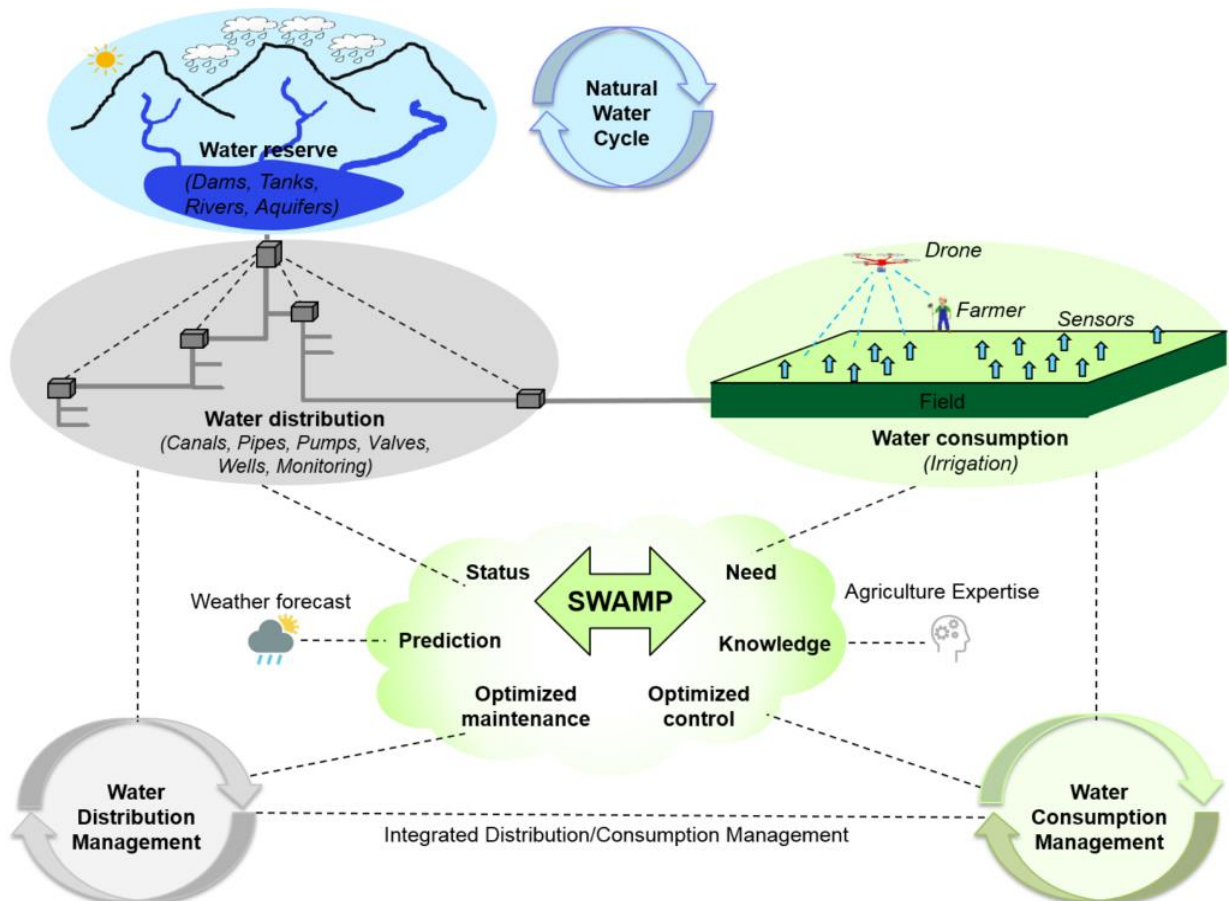 Natural
Water
Cycle
Water reserve
(Dams, Tanks,
Rivers, Aquifers)
Drone
Farmer
Sensors
Field
Water distribution
(Canals, Pipes, Pumps, Valves,
Wells, Monitoring)
Water consumption
(Irrigation)
Status
SWAMP
Need
Weather forecast
Agriculture Expertise
Prediction
Knowledge
Optimized
maintenance
Optimized
control
Water
Distribution
Management
Integrated Distribution/Consumption Management
Water
Consumption
Management